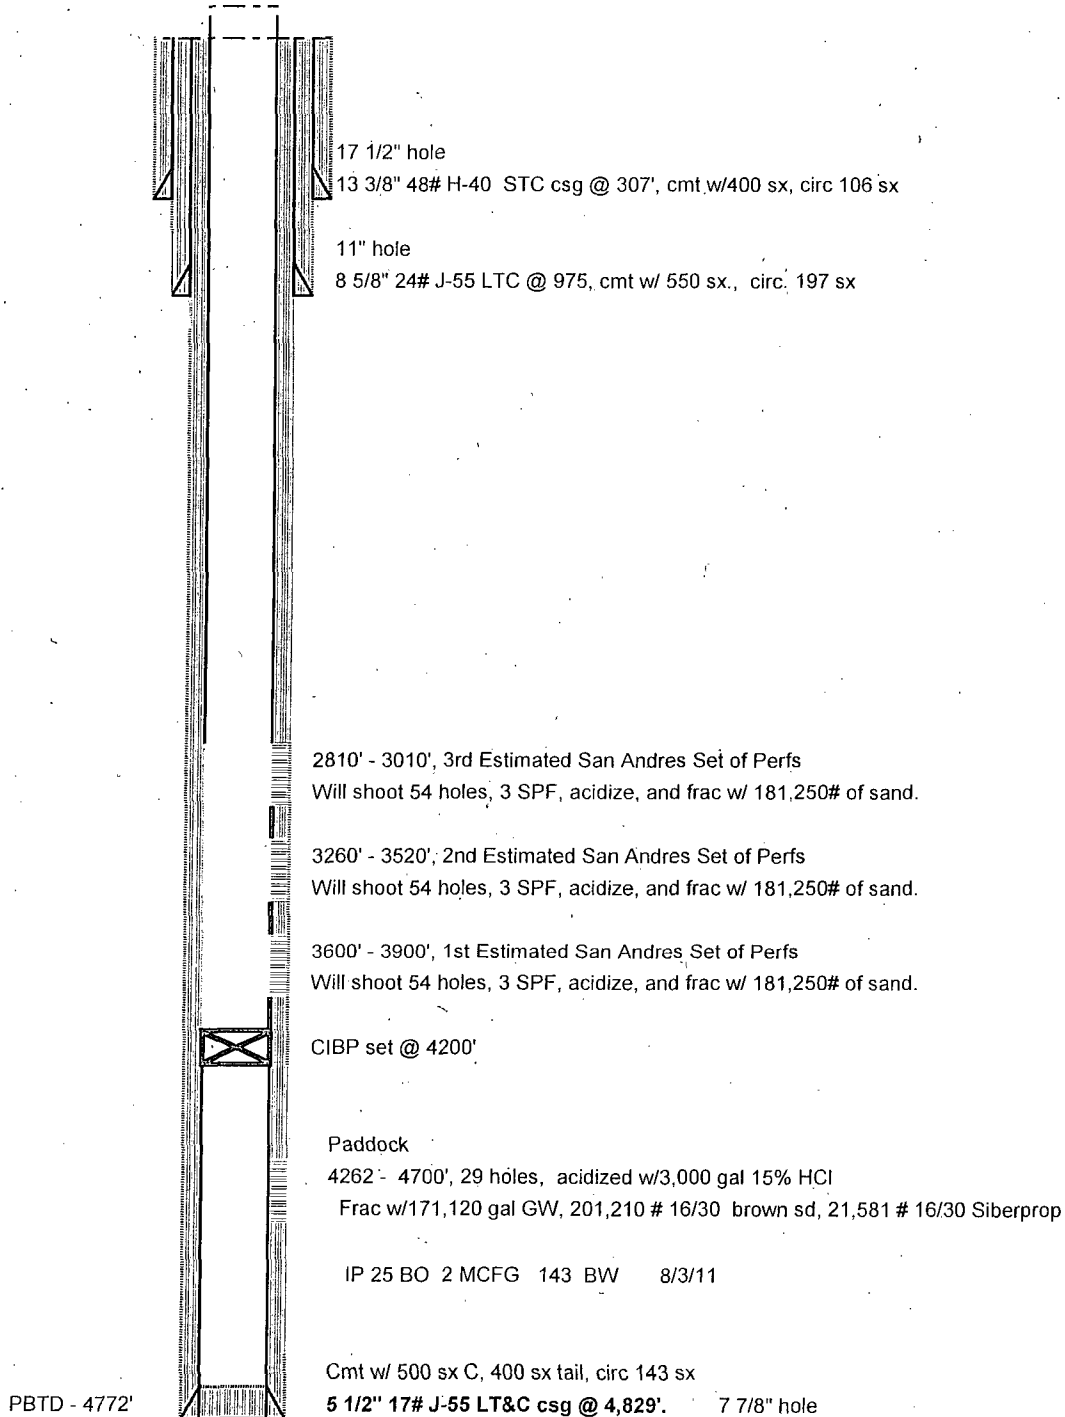 17 1/2" hole
13 3/8" 48# H-40 STC csg @ 307', cmt w/400 sx, circ 106 sx
11" hole
8 5/8" 24# J-55 LTC @ 975, cmt w/ 550 sx., circ. 197 sx
2810' - 3010', 3rd Estimated San Andres Set of Perfs
Will shoot 54 holes, 3 SPF, acidize, and frac w/ 181,250# of sand.
3260' - 3520', 2nd Estimated San Andres Set of Perfs
Will shoot 54 holes, 3 SPF, acidize, and frac w/ 181,250# of sand.
3600' - 3900', 1st Estimated San Andres Set of Perfs
Will shoot 54 holes, 3 SPF, acidize, and frac w/ 181,250# of sand.
CIBP set @ 4200'
Paddock
4262 - 4700', 29 holes, acidized w/3,000 gal 15% HCl
Frac w/171,120 gal GW, 201,210 # 16/30 brown sd, 21,581 # 16/30 Siberprop
IP 25 BO 2 MCFG 143 BW 8/3/11
Cmt w/ 500 sx C, 400 sx tail, circ 143 sx
PBTD - 4772' 5 1/2" 17# J-55 LT&C csg @ 4,829'. 7 7/8" hole